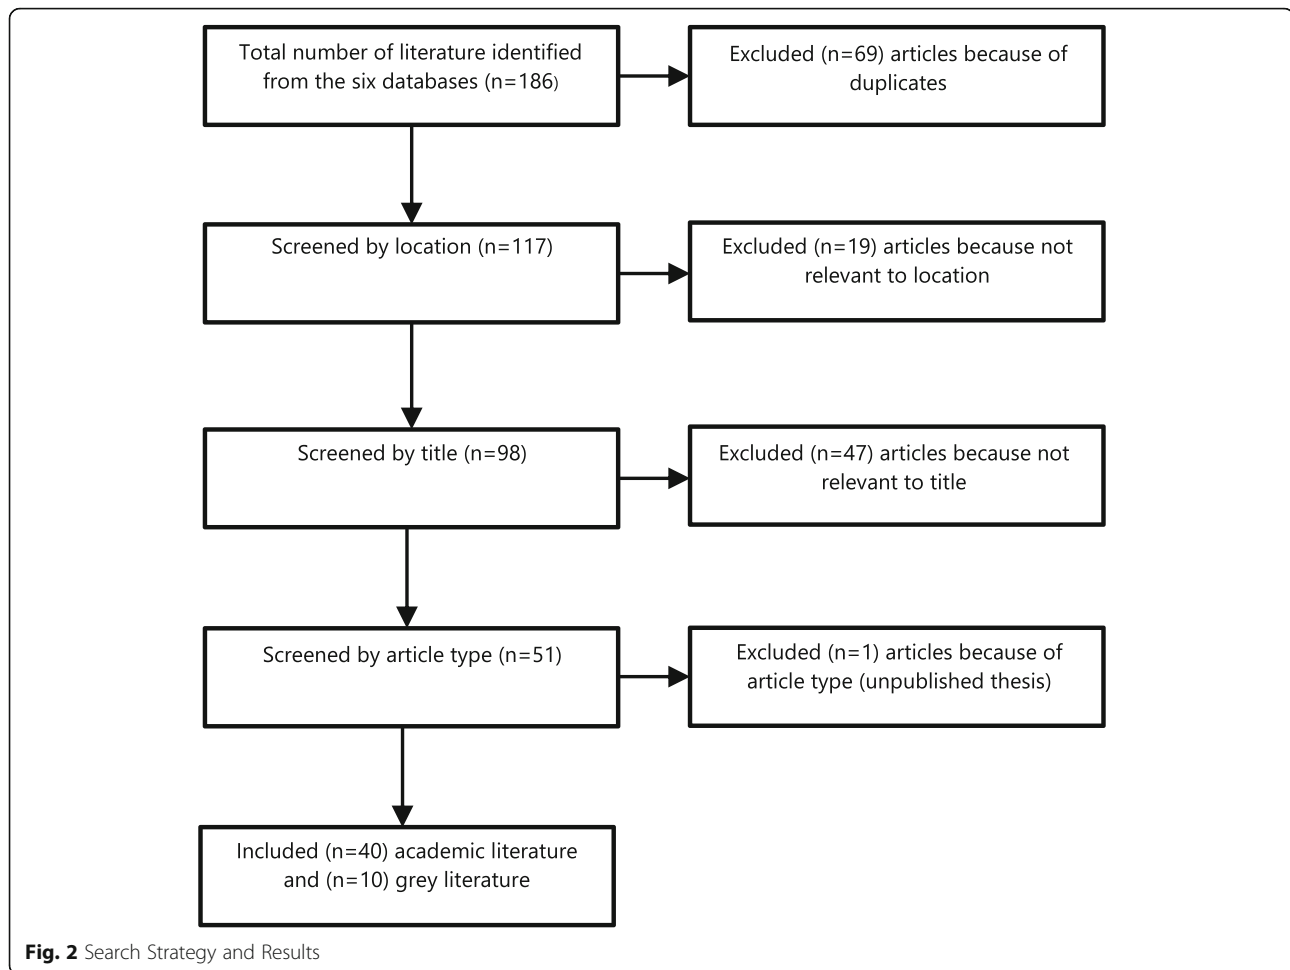 Total number of literature identified
from the six databases (n=186)
Excluded (n=69) articles because of
duplicates
Screened by location (n=117)
Excluded (n=19) articles because not
relevant to location
Screened by title (n=98)
Excluded (n=47) articles because not
relevant to title
Screened by article type (n=51)
Excluded (n=1) articles because of
article type (unpublished thesis)
Included (n=40) academic literature
and (n=10) grey literature
Fig. 2 Search Strategy and Results